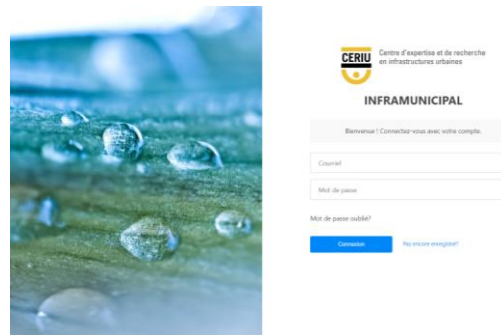 CERIU
Centre d'expertise et de recherche
en infrastructures urbaines
INFRAMUNICIPAL
Bienvenue ! Connectez-vous avec votre compte.
Courriel
Mot de passe
Mot de passe oublié?
Connexion
Pas encore enregistré?